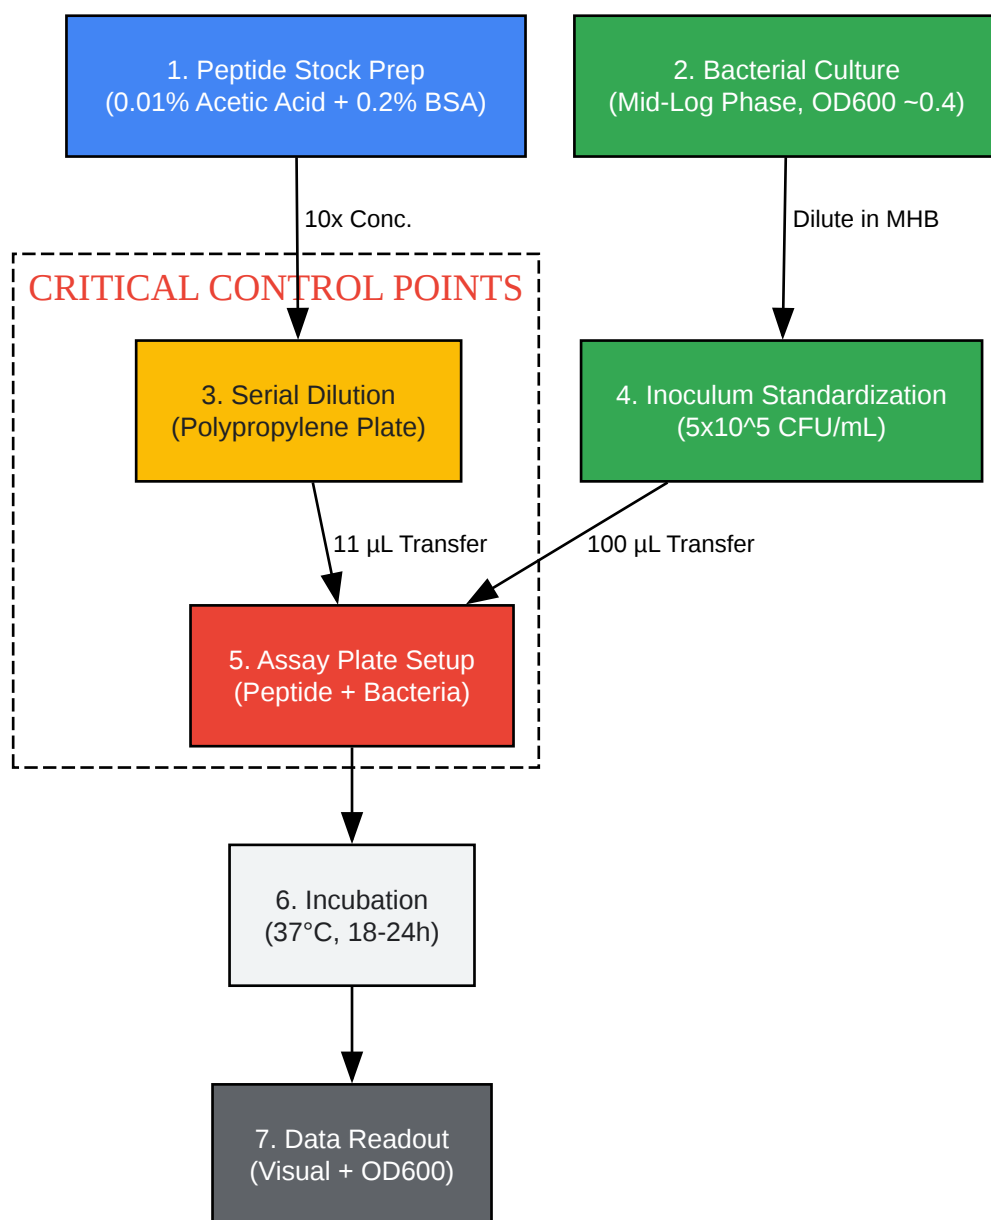 1. Peptide Stock Prep
(0.01% Acetic Acid + 0.2% BSA)
2. Bacterial Culture
(Mid-Log Phase, OD600 ~0.4)
10x Conc.
Dilute in MHB
CRITICAL CONTROL POINTS
3. Serial Dilution
(Polypropylene Plate)
4. Inoculum Standardization
(5x10^5 CFU/mL)
11 µL Transfer
100 µL Transfer
5. Assay Plate Setup
(Peptide + Bacteria)
6. Incubation
(37°C, 18-24h)
7. Data Readout
(Visual + OD600)